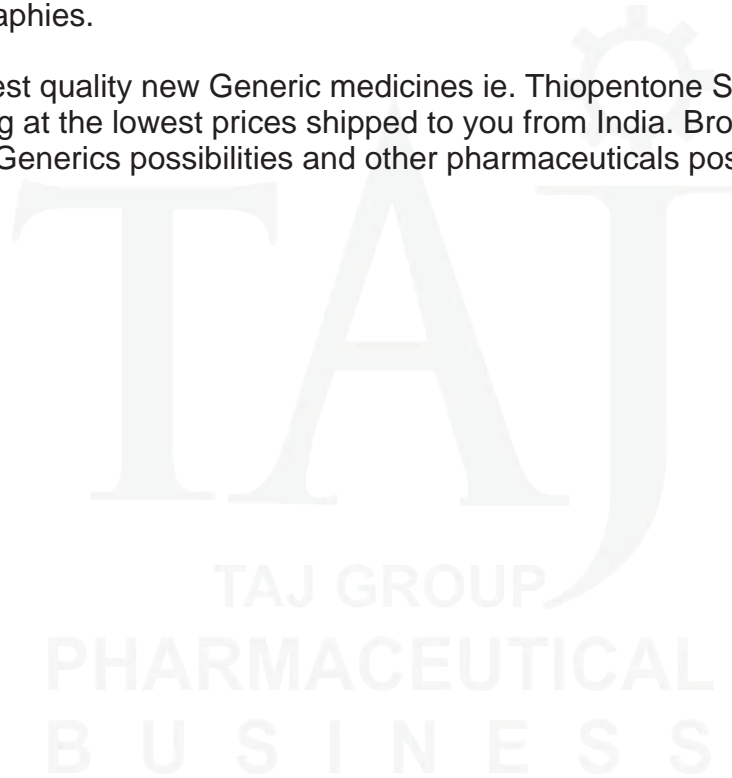 aphies.
est quality new Generic medicines ie. Thiopentone S
g at the lowest prices shipped to you from India. Bro
Generics possibilities and other pharmaceuticals pos
TAJ
TAJ GROUP
PHARMACEUTICAL
BUSINESS